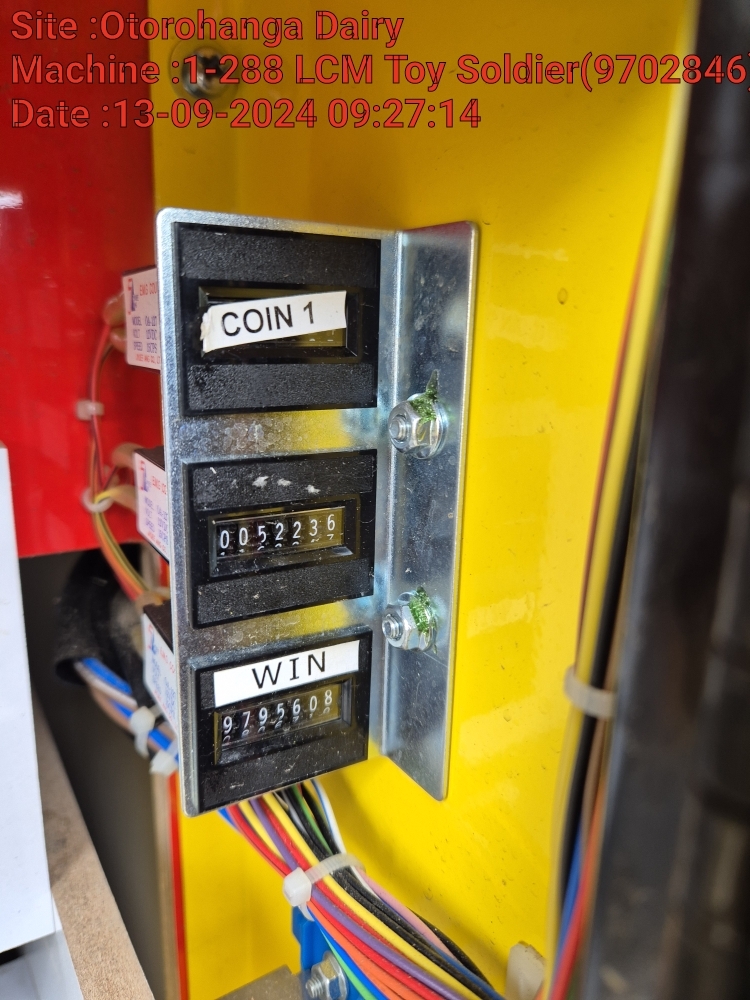 Site :Otorohanga Dairy
Machine :1-288 LCM Toy Soldier(9702846)
Date :13-09-2024 09:27:14
COIN 1
0052236
WIN
9795608